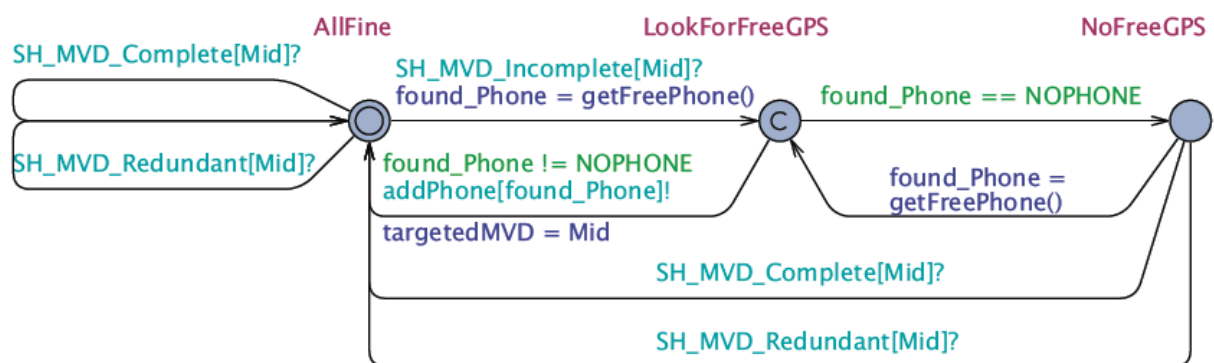 AllFine
LookForFreeGPS
NoFreeGPS
SH_MVD_Complete[Mid]?
SH_MVD_Incomplete[Mid]?
found_Phone = getFreePhone()
found_Phone == NOPHONE
C
SH_MVD_Redundant[Mid]?
found_Phone != NOPHONE
addPhone[found_Phone]!
targetedMVD = Mid
found_Phone =
getFreePhone()
SH_MVD_Complete[Mid]?
SH_MVD_Redundant[Mid]?